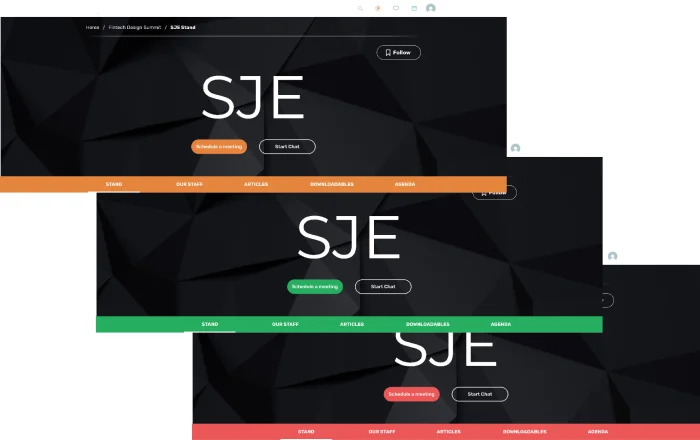 Home / Fintech Design Summit / SJE Stand
Follow
SJE
Schedule a meeting Start Chat
STAND OUR STAFF ARTICLES DOWNLOADABLES AGENDA
Follow
SJE
Schedule a meeting Start Chat
STAND OUR STAFF ARTICLES DOWNLOADABLES AGENDA
SJE
Schedule a meeting Start Chat
STAND OUR STAFF ARTICLES DOWNLOADABLES AGENDA